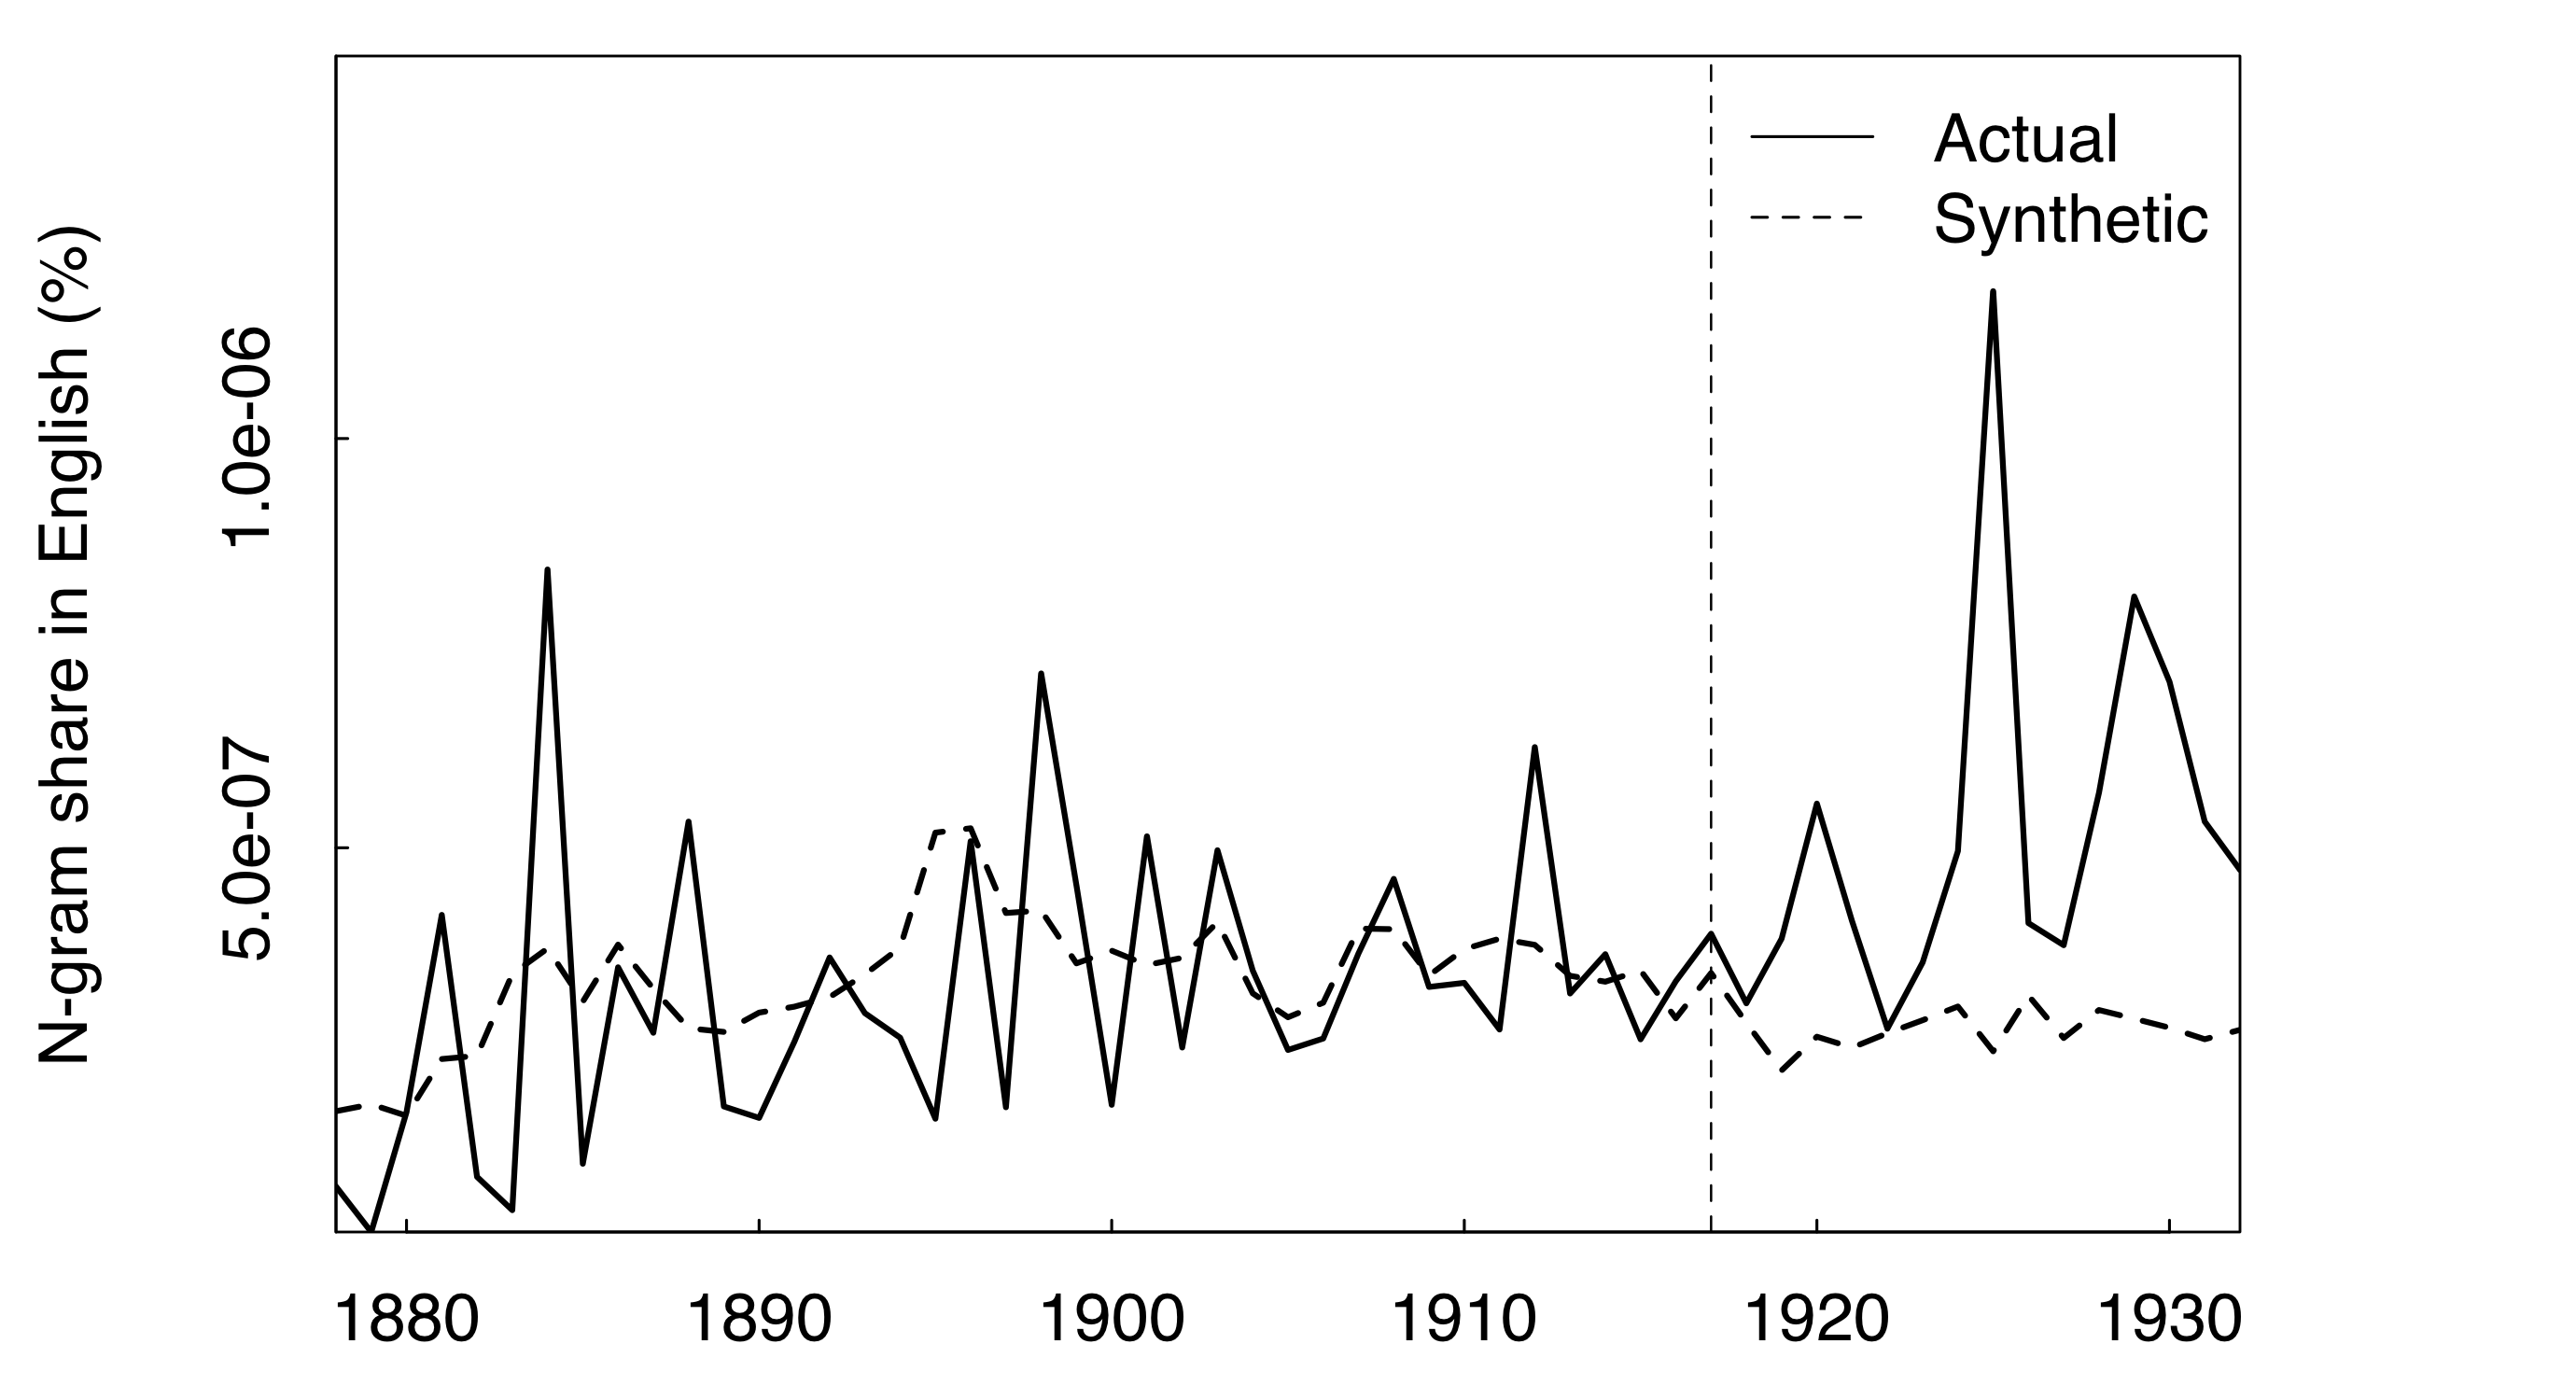 N-gram share in English (%)
1.0e-06
5.0e-07
Actual
Synthetic
1880 1890 1900 1910 1920 1930